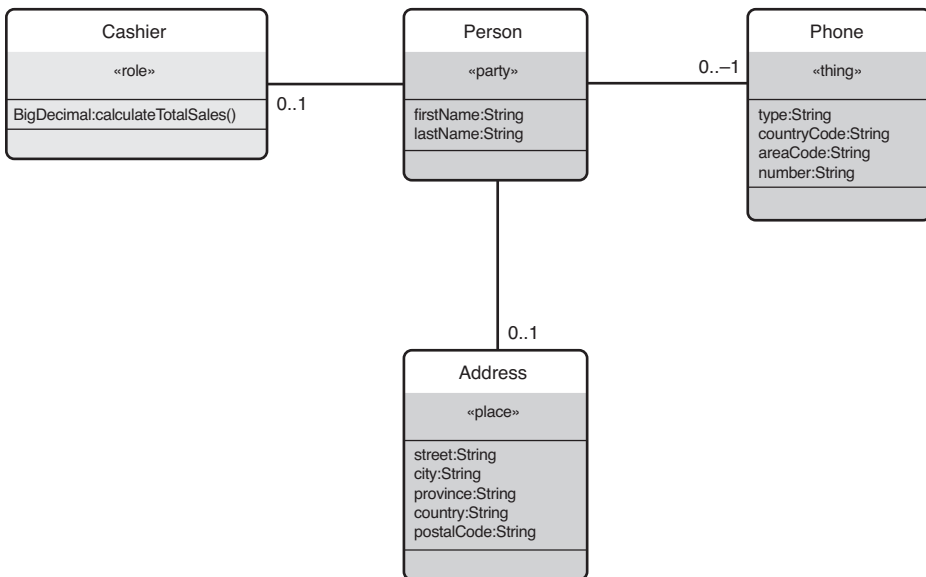 Cashier
«role»
BigDecimal:calculateTotalSales()
0..1
Person
«party»
firstName:String
lastName:String
0..–1
Phone
«thing»
type:String
countryCode:String
areaCode:String
number:String
0..1
Address
«place»
street:String
city:String
province:String
country:String
postalCode:String